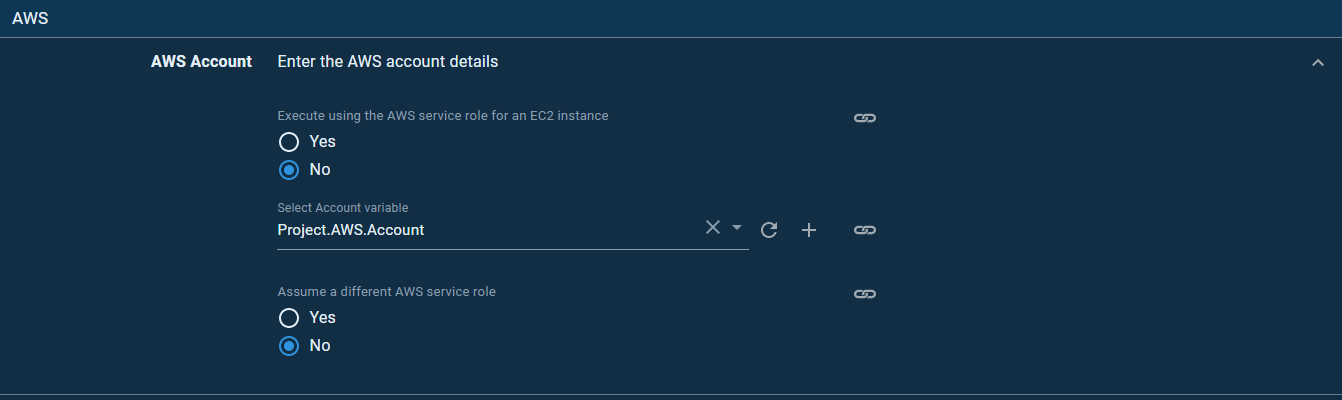 AWS
AWS Account Enter the AWS account details
Execute using the AWS service role for an EC2 instance
Yes
No
Select Account variable
Project.AWS.Account
Assume a different AWS service role
Yes
No